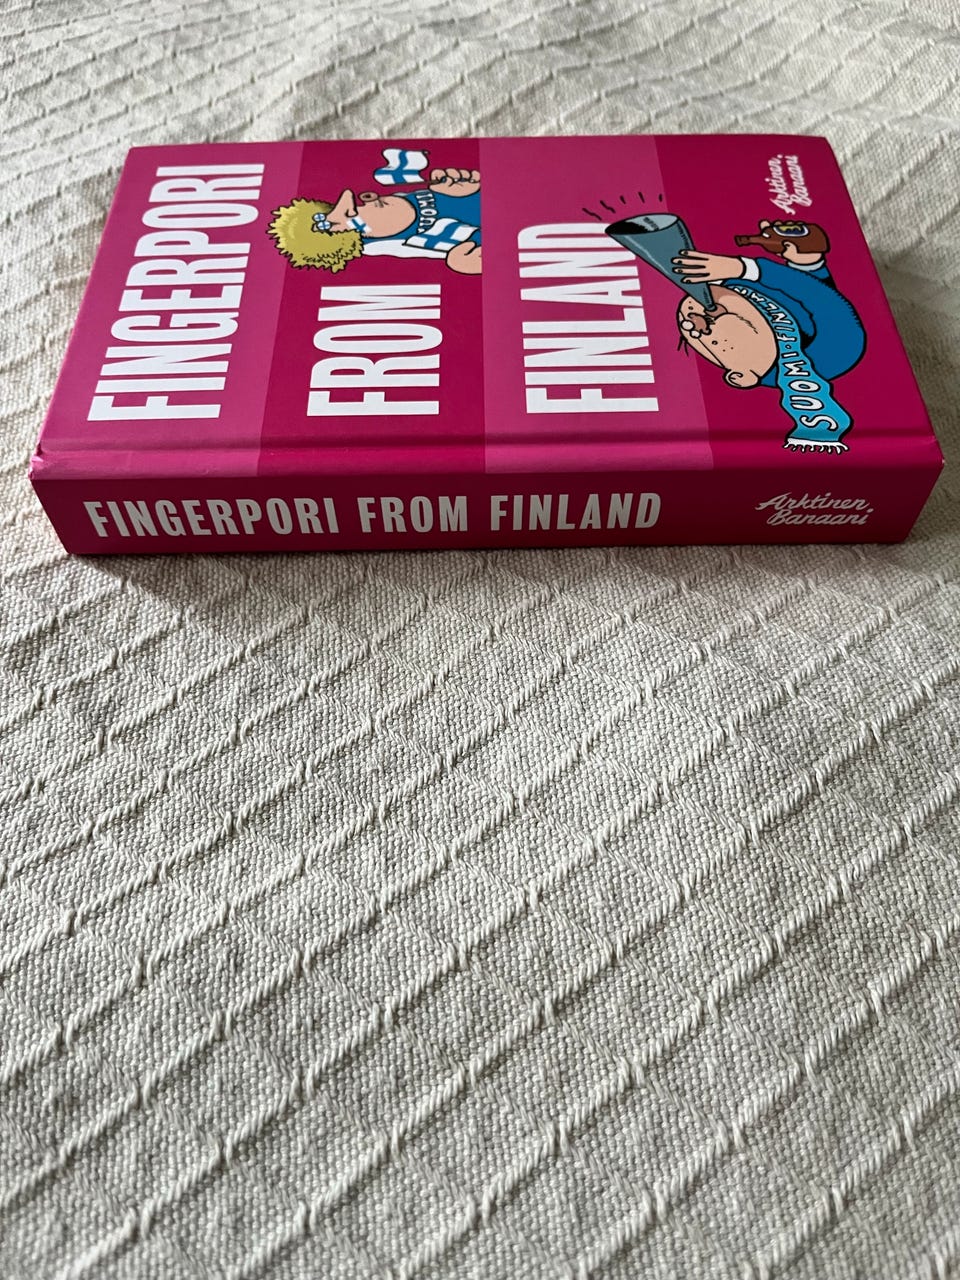 FINGERPORI
FROM
FINLAND
Arktinen
Banaani
SUOMI
SUOMI-FINLAND
FINGERPORI FROM FINLAND
Arktinen
Banaani